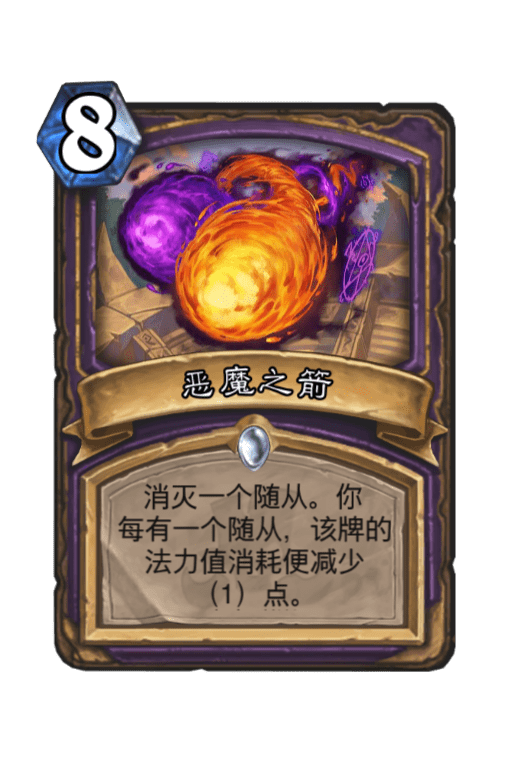 8
恶魔之箭
消灭一个随从。你
每有一个随从，该牌的
法力值消耗便减少
（1）点。